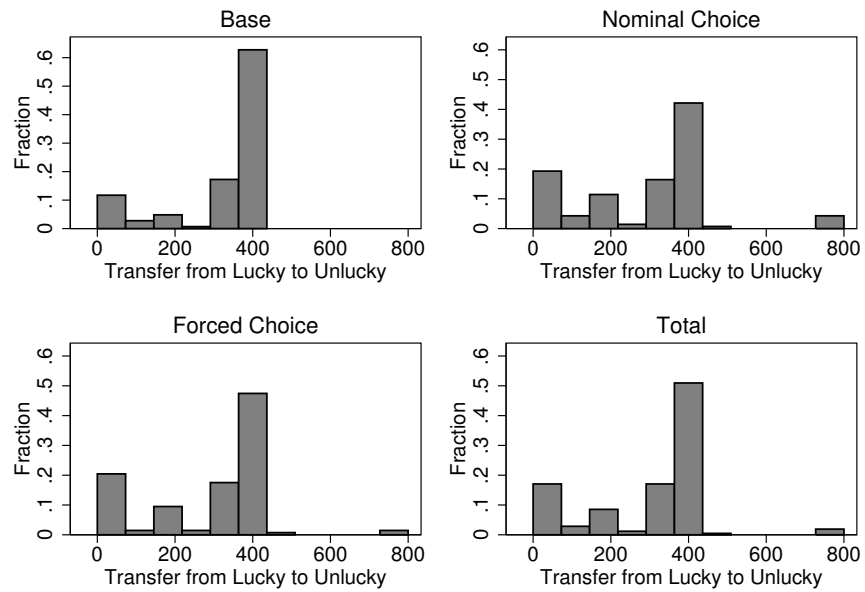 Base
Fraction
0 .1 .2 .3 .4 .5 .6
0 200 400 600 800
Transfer from Lucky to Unlucky
Nominal Choice
Fraction
0 .1 .2 .3 .4 .5 .6
0 200 400 600 800
Transfer from Lucky to Unlucky
Forced Choice
Fraction
0 .1 .2 .3 .4 .5 .6
0 200 400 600 800
Transfer from Lucky to Unlucky
Total
Fraction
0 .1 .2 .3 .4 .5 .6
0 200 400 600 800
Transfer from Lucky to Unlucky